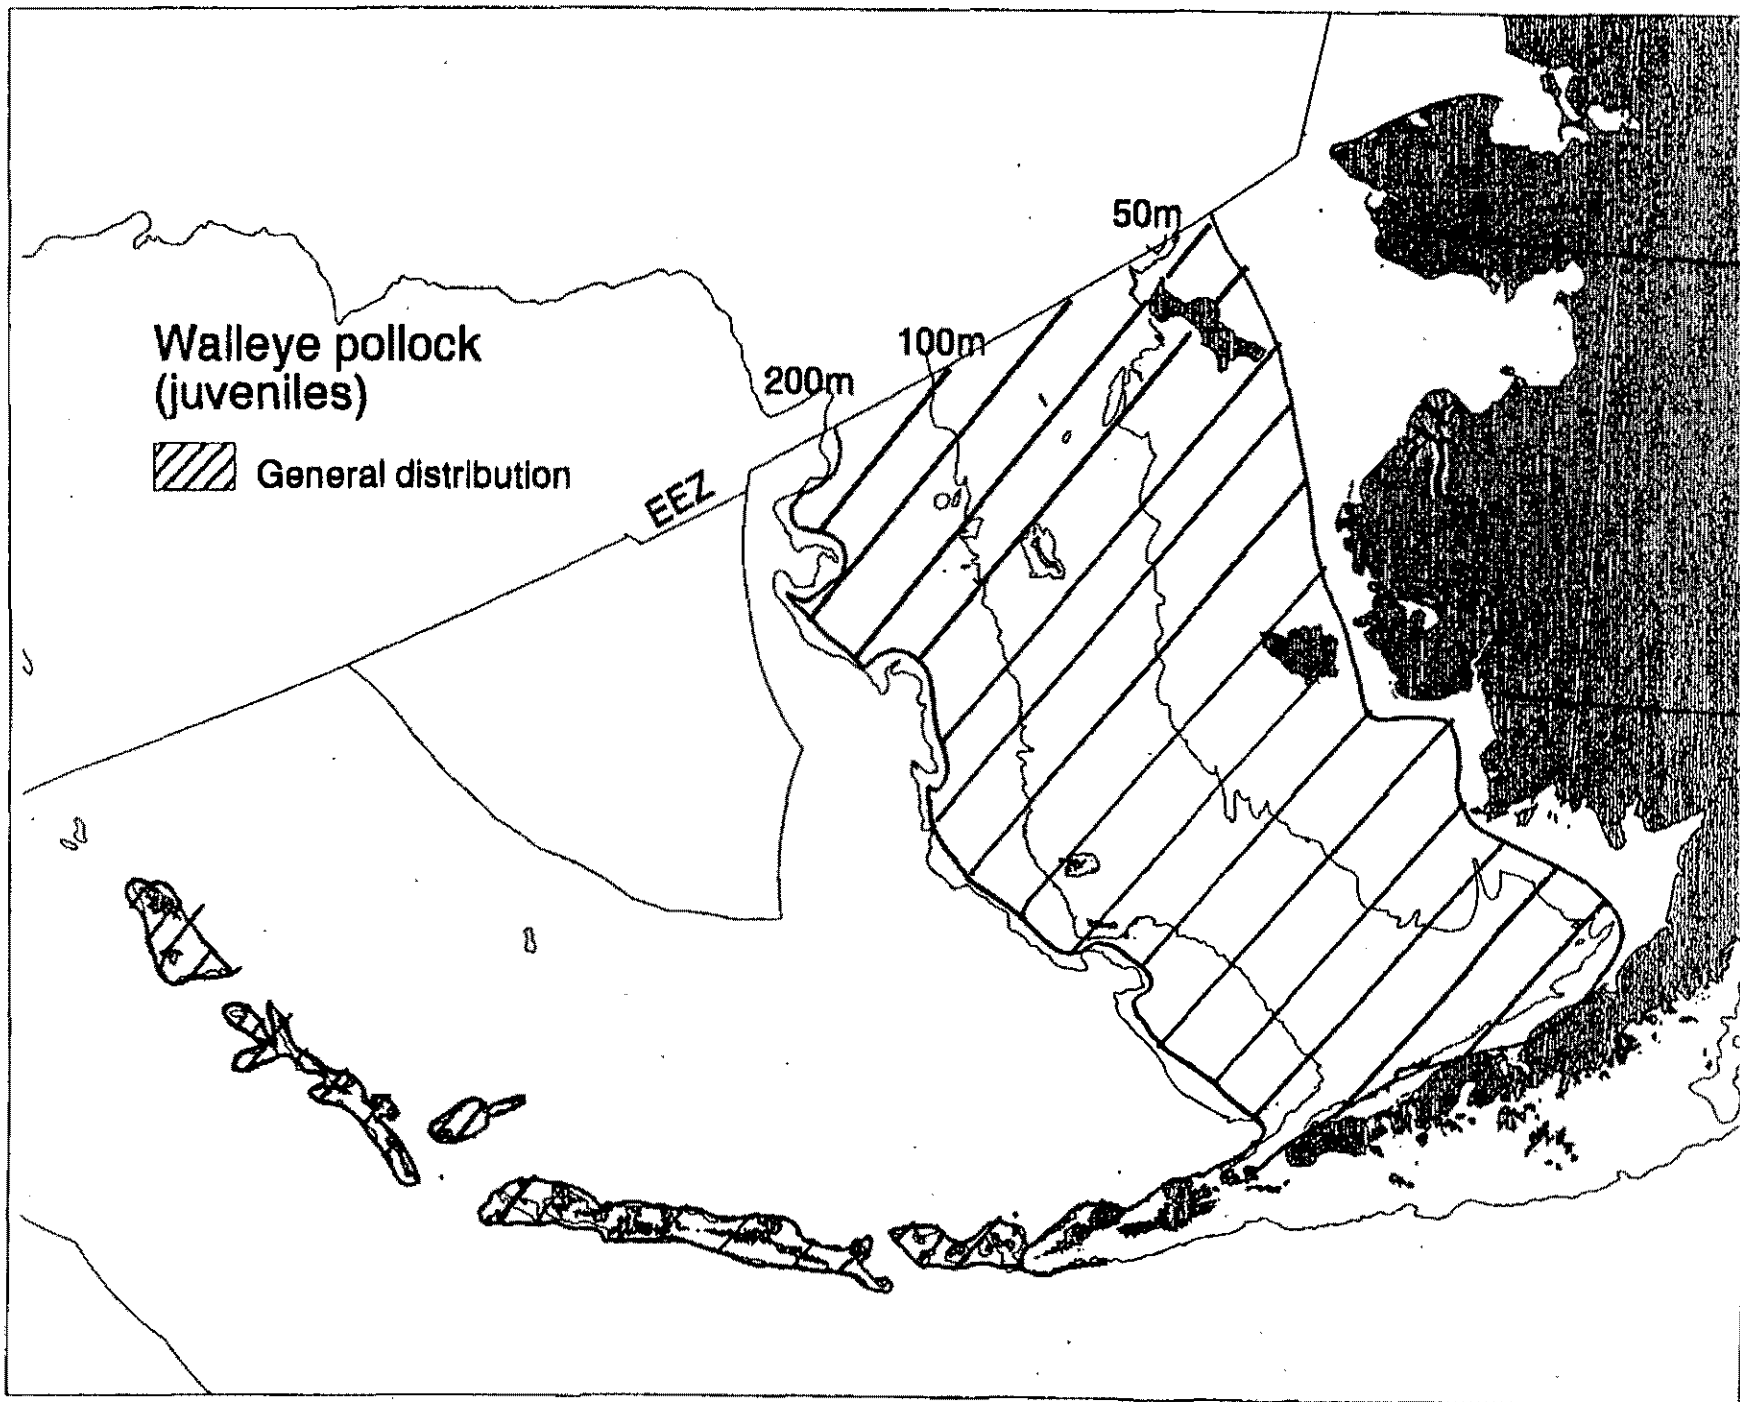 50m
100m
200m
Walleye pollock
(juveniles)
General distribution
EEZ